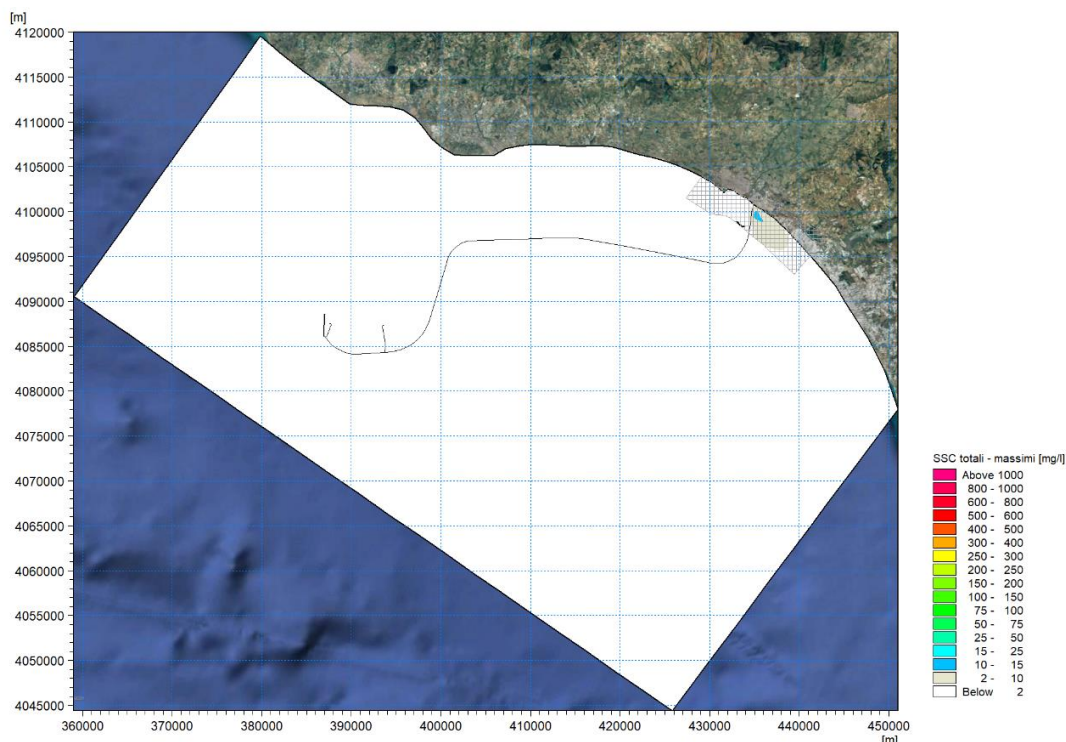 [m]
4120000
4115000
4110000
4105000
4100000
4095000
4090000
4085000
4080000
4075000
4070000
4065000
4060000
4055000
4050000
4045000
360000 370000 380000 390000 400000 410000 420000 430000 440000 450000
[m]
SSC totali - massimi [mg/l]
Above 1000
800 - 1000
600 - 800
500 - 600
400 - 500
300 - 400
250 - 300
200 - 250
150 - 200
100 - 150
75 - 100
50 - 75
25 - 50
15 - 25
10 - 15
2 - 10
Below 2